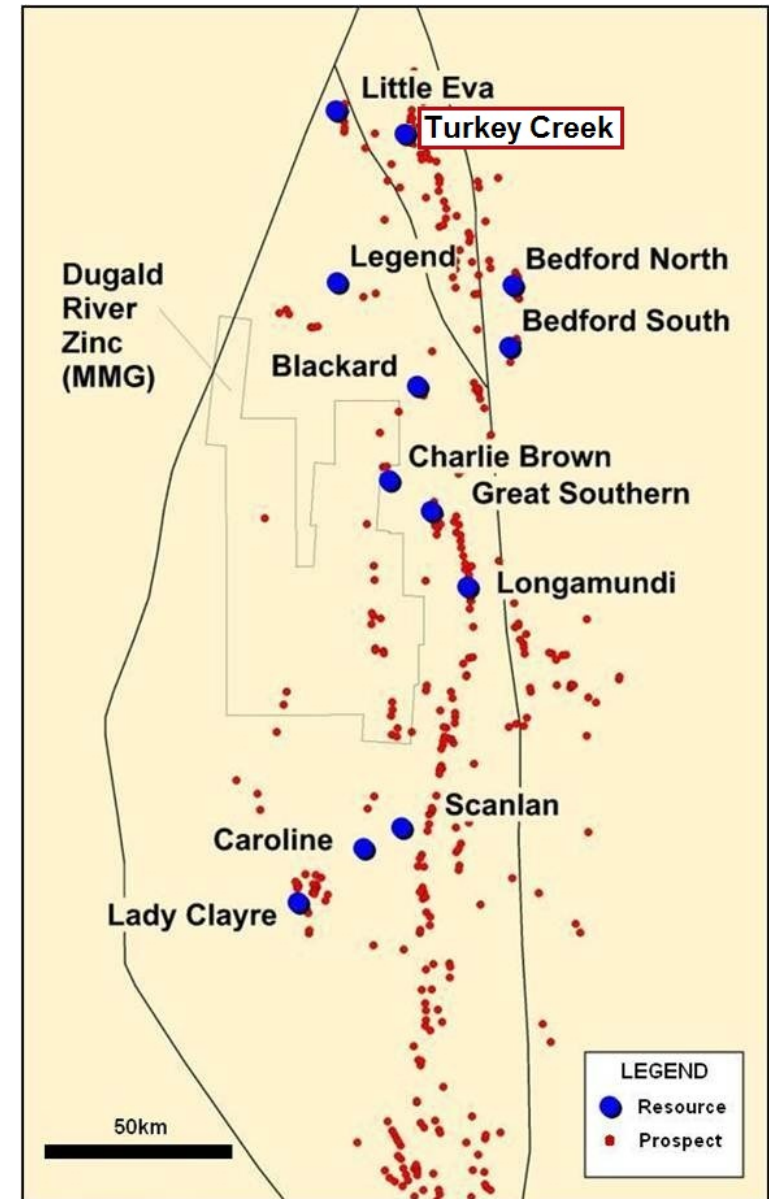 Little Eva
Turkey Creek
Legend
Bedford North
Dugald
River
Zinc
(MMG)
Bedford South
Blackard
Charlie Brown
Great Southern
Longamundi
Scanlan
Caroline
Lady Clayre
50km
LEGEND
Resource
Prospect